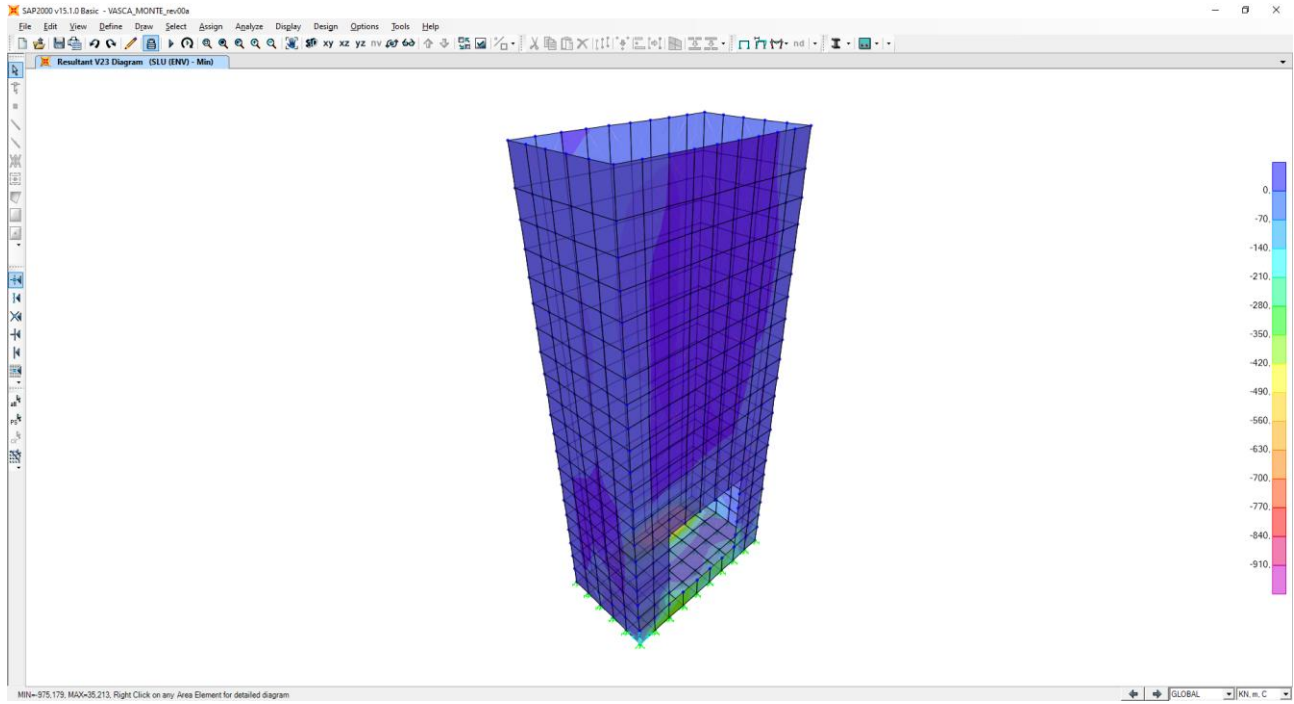 SAP2000 v15.1.0 Basic - VASCA_MONTE_rev00a
File Edit View Define Draw Select Assign Analyze Display Design Options Tools Help
xy xz yz nv nd
Resultant V23 Diagram (SLU (ENV) - Min)
0,
-70,
-140,
-210,
-280,
-350,
-420,
-490,
-560,
-630,
-700,
-770,
-840,
-910,
MIN=-975,179, MAX=35,213, Right Click on any Area Element for detailed diagram
GLOBAL
KN, m, C